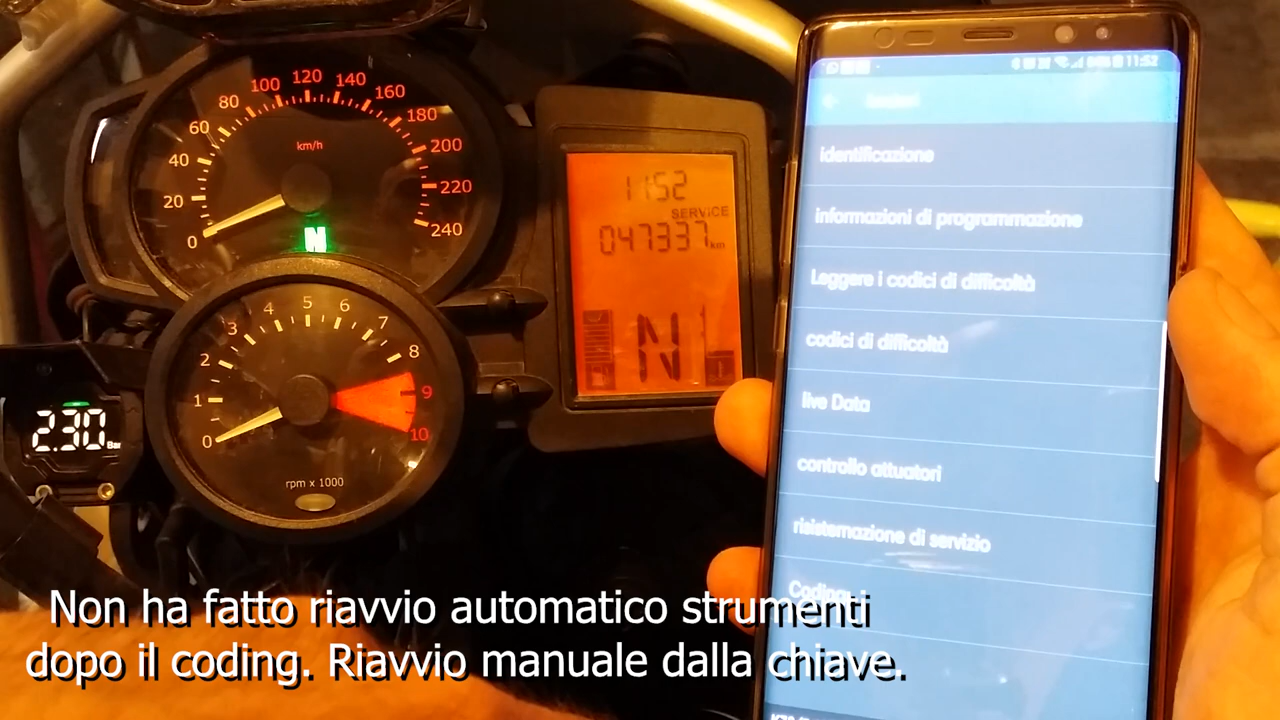 0 20 40 60 80 100 120 140 160 180 200 220 240
km/h
N
0 1 2 3 4 5 6 7 8 9 10
rpm x 1000
2.30 Bar
1152
SERVICE
047337 km
N
11:52
identificazione
informazioni di programmazione
Leggere i codici di difficoltà
codici di difficoltà
live Data
controllo attuatori
risistemazione di servizio
Coding
Non ha fatto riavvio automatico strumenti
dopo il coding. Riavvio manuale dalla chiave.